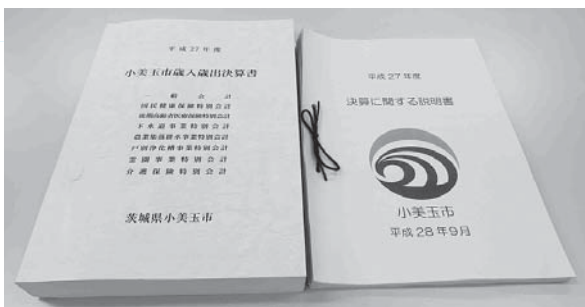 平成27年度
小美玉市歳入歳出決算書
一般会計
国民健康保険特別会計
後期高齢者医療保険特別会計
下水道事業特別会計
農業集落排水事業特別会計
戸別浄化槽事業特別会計
霊園事業特別会計
介護保険特別会計
茨城県小美玉市
平成27年度
決算に関する説明書
小美玉市
平成28年9月